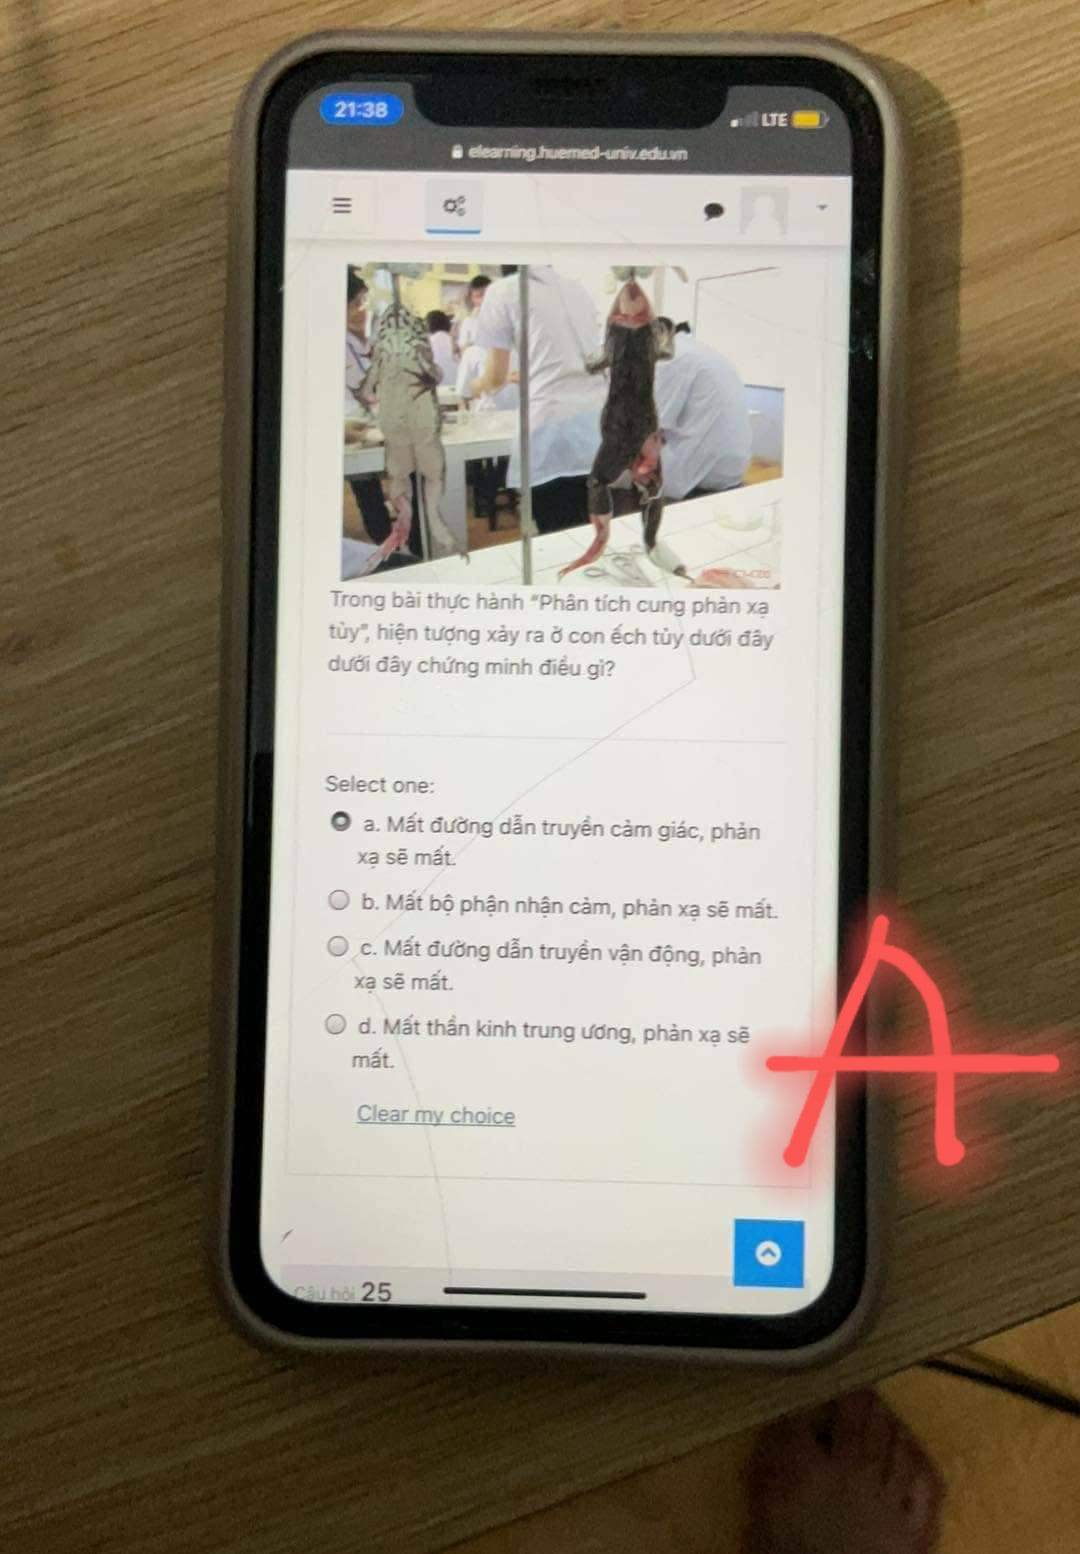 21:38
LTE
elearning.huemed-univ.edu.vn
Trong bài thực hành "Phân tích cung phản xạ
tủy", hiện tượng xảy ra ở con ếch tủy dưới đây
dưới đây chứng minh điều gì?
Select one:
a. Mất đường dẫn truyền cảm giác, phản
xạ sẽ mất.
b. Mất bộ phận nhận cảm, phản xạ sẽ mất.
c. Mất đường dẫn truyền vận động, phản
xạ sẽ mất.
d. Mất thần kinh trung ương, phản xạ sẽ
mất.
A
Clear my choice
Câu hỏi 25